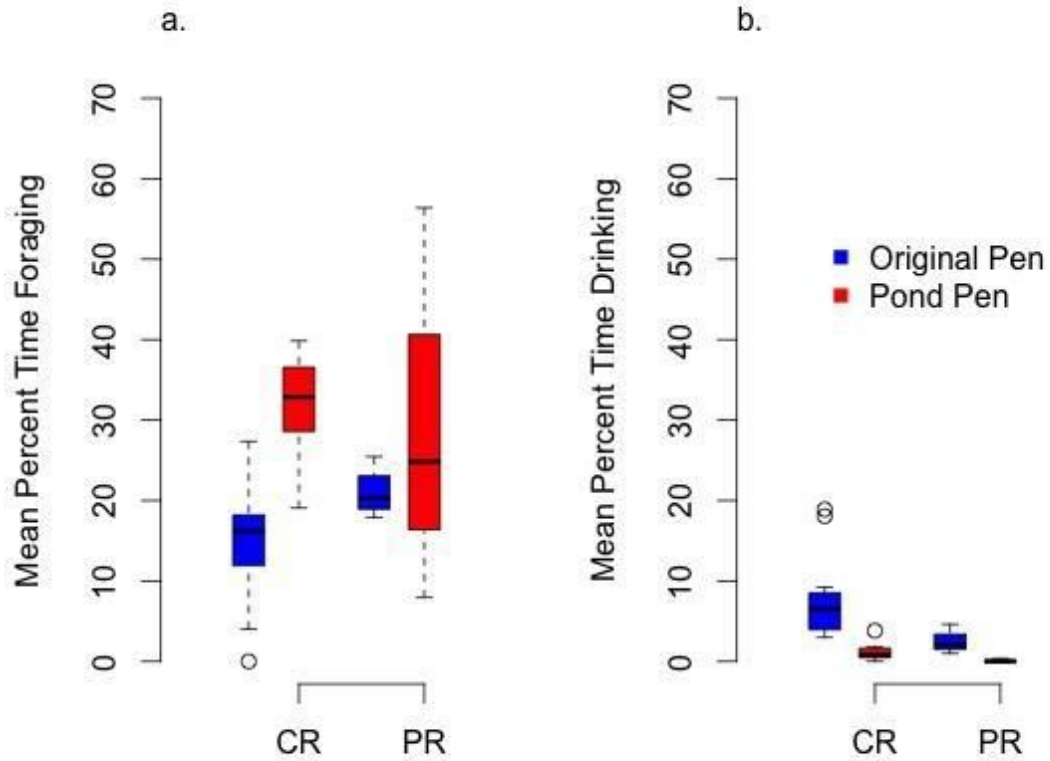 a.
Mean Percent Time Foraging
70
60
50
40
30
20
10
0
CR
PR
b.
Mean Percent Time Drinking
70
60
50
40
30
20
10
0
Original Pen
Pond Pen
CR
PR